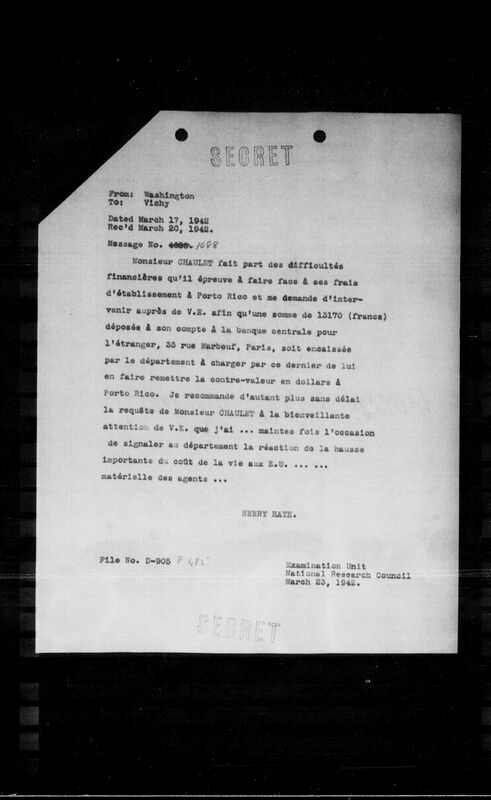 SECRET
From: Washington
To: Vichy
Dated March 17, 1942
Rec'd March 20, 1942.
Message No. 1088
Monsieur CHAULET fait part des difficultés
financières qu'il épreuve à faire face à ses frais
d'établissement à Porto Rico et me demande d'inter-
venir auprès de V.E. afin qu'une somme de 13170 (francs)
déposée à son compte à la banque centrale pour
l'étranger, 33 rue Marbeuf, Paris, soit encaissée
par le département à charger par ce dernier de lui
en faire remettre la contre-valeur en dollars à
Porto Rico. Je recommande d'autant plus sans délai
la requête de Monsieur CHAULET à la bienveillante
attention de V.E. que j'ai ... maintes fois l'occasion
de signaler au département la réaction de la hausse
importante du coût de la vie aux E.U. ... ...
matérielle des agents ...
HENRY HAYE.
File No. D-905
Examination Unit
National Research Council
March 23, 1942.
SECRET